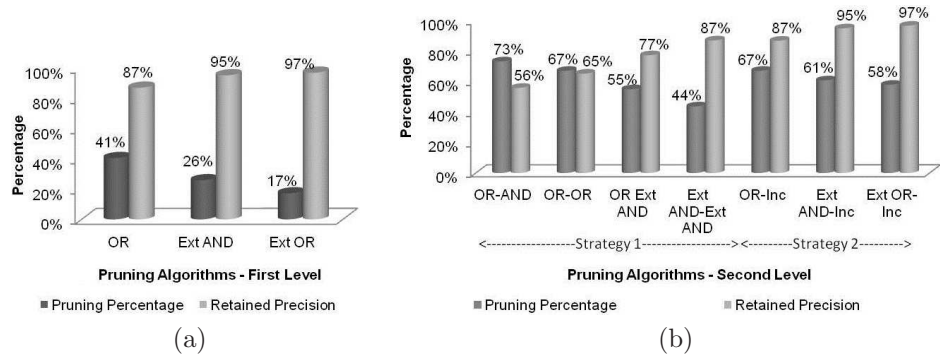 100%
80%
60%
40%
20%
0%
Percentage
41%
87%
26%
95%
17%
97%
OR
Ext AND
Ext OR
Pruning Algorithms - First Level
Pruning Percentage
Retained Precision
(a)
100%
80%
60%
40%
20%
0%
Percentage
73%
56%
67%
65%
55%
77%
44%
87%
67%
87%
61%
95%
58%
97%
OR-AND
OR-OR
OR Ext
AND
Ext
AND-Ext
AND
OR-Inc
Ext
AND-Inc
Ext OR-
Inc
<---------------Strategy 1---------------->
<-----------Strategy 2----------->
Pruning Algorithms - Second Level
Pruning Percentage
Retained Precision
(b)